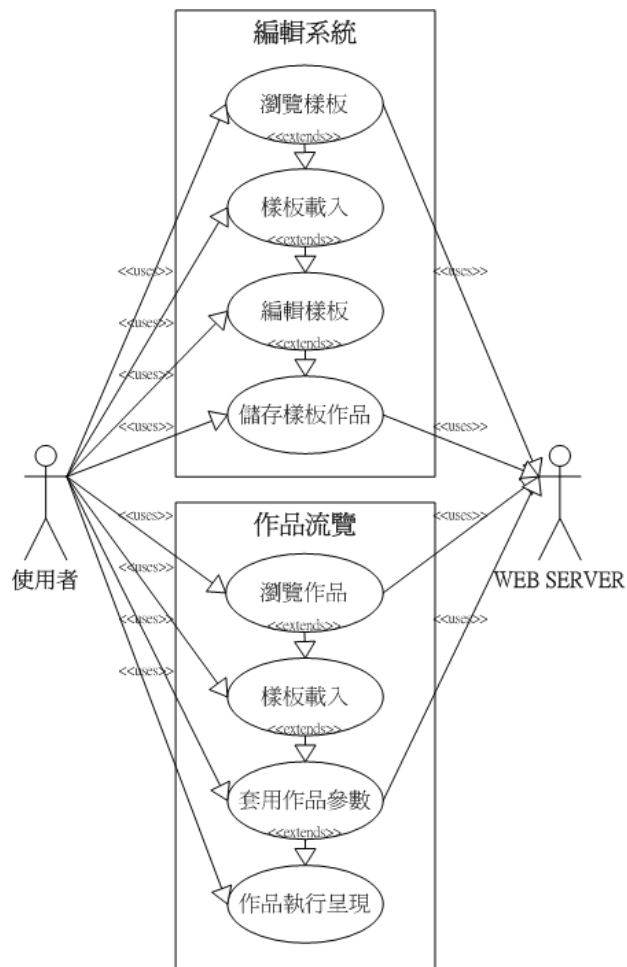 編輯系統
瀏覽樣板
<<extends>>
樣板載入
<<extends>>
<<uses>>
<<uses>>
編輯樣板
<<uses>>
<<extends>>
<<uses>>
儲存樣板作品
<<uses>>
<<uses>>
使用者
WEB SERVER
作品流覽
<<uses>>
<<uses>>
瀏覽作品
<<uses>>
<<extends>>
<<uses>>
<<uses>>
樣板載入
<<uses>>
<<extends>>
套用作品參數
<<extends>>
作品執行呈現